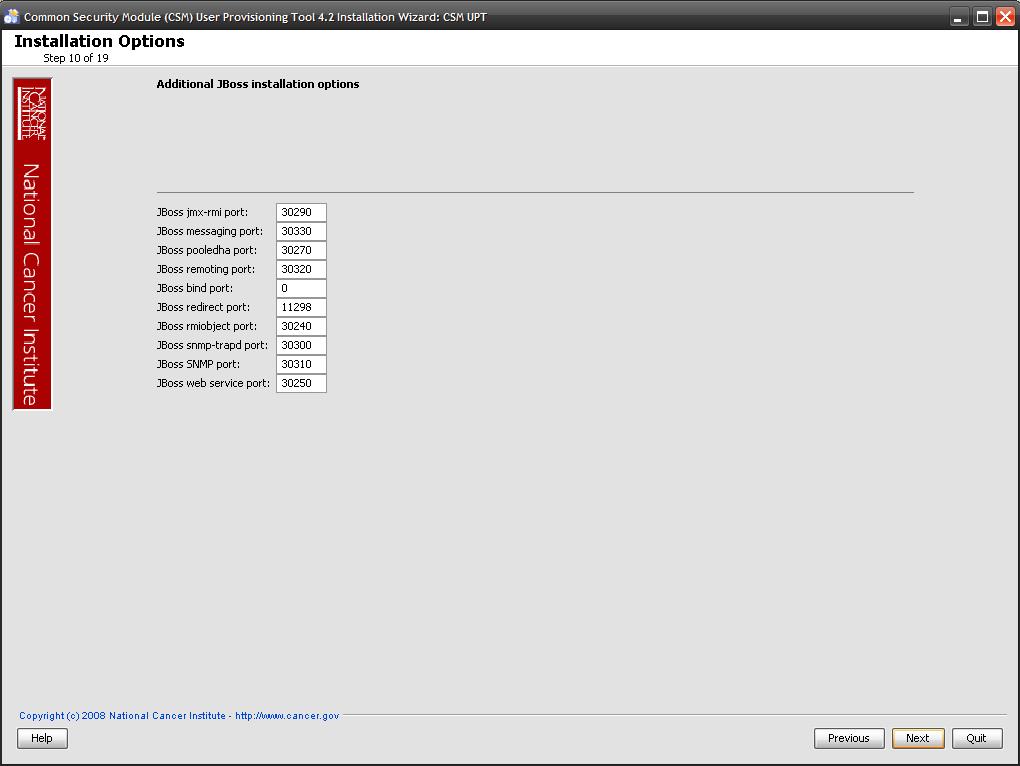 Common Security Module (CSM) User Provisioning Tool 4.2 Installation Wizard: CSM UPT
Installation Options
Step 10 of 19
NATIONAL
CANCER
INSTITUTE
National Cancer Institute
Additional JBoss installation options
JBoss jmx-rmi port: 30290
JBoss messaging port: 30330
JBoss pooledha port: 30270
JBoss remoting port: 30320
JBoss bind port: 0
JBoss redirect port: 11298
JBoss rmiobject port: 30240
JBoss snmp-trapd port: 30300
JBoss SNMP port: 30310
JBoss web service port: 30250
Copyright (c) 2008 National Cancer Institute - http://www.cancer.gov
Help Previous Next Quit